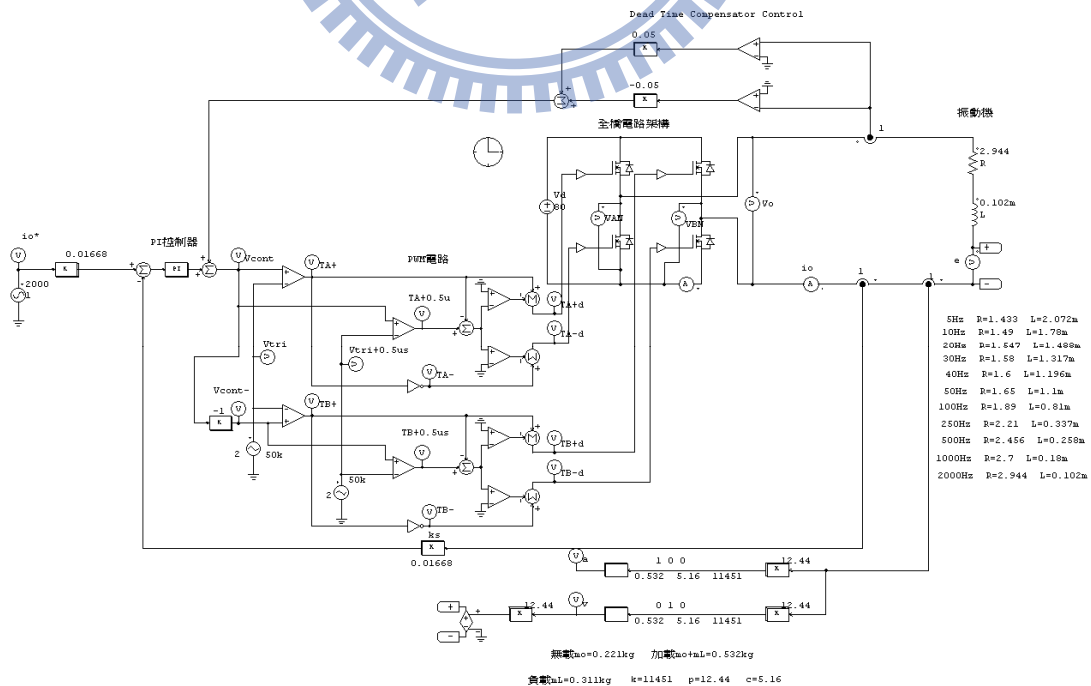 Dead Time Compensator Control
0.05
K
-0.05
K
全橋電路架構
振動機
1
2.944
R
0.102m
L
Vd
80
VAN
VBN
Vo
e
io*
0.01668
K
2000
1
PI控制器
PI
Vcont
TA+
PWM電路
TA+0.5u
TA+d
TA-d
Vtri
Vtri+0.5us
TA-
Vcont-
-1
K
TB+
TB+0.5us
TB+d
TB-d
2
50k
2
50k
TB-
A
io
A
1
1
5Hz R=1.433 L=2.072m
10Hz R=1.49 L=1.78m
20Hz R=1.547 L=1.488m
30Hz R=1.58 L=1.317m
40Hz R=1.6 L=1.196m
50Hz R=1.65 L=1.1m
100Hz R=1.89 L=0.81m
250Hz R=2.21 L=0.337m
500Hz R=2.456 L=0.258m
1000Hz R=2.7 L=0.18m
2000Hz R=2.944 L=0.102m
ks
K
0.01668
Va
1 0 0
0.532 5.16 11451
12.44
K
12.44
K
Vv
0 1 0
0.532 5.16 11451
12.44
K
無載mo=0.221kg 加載mo+mL=0.532kg
負載mL=0.311kg k=11451 p=12.44 c=5.16